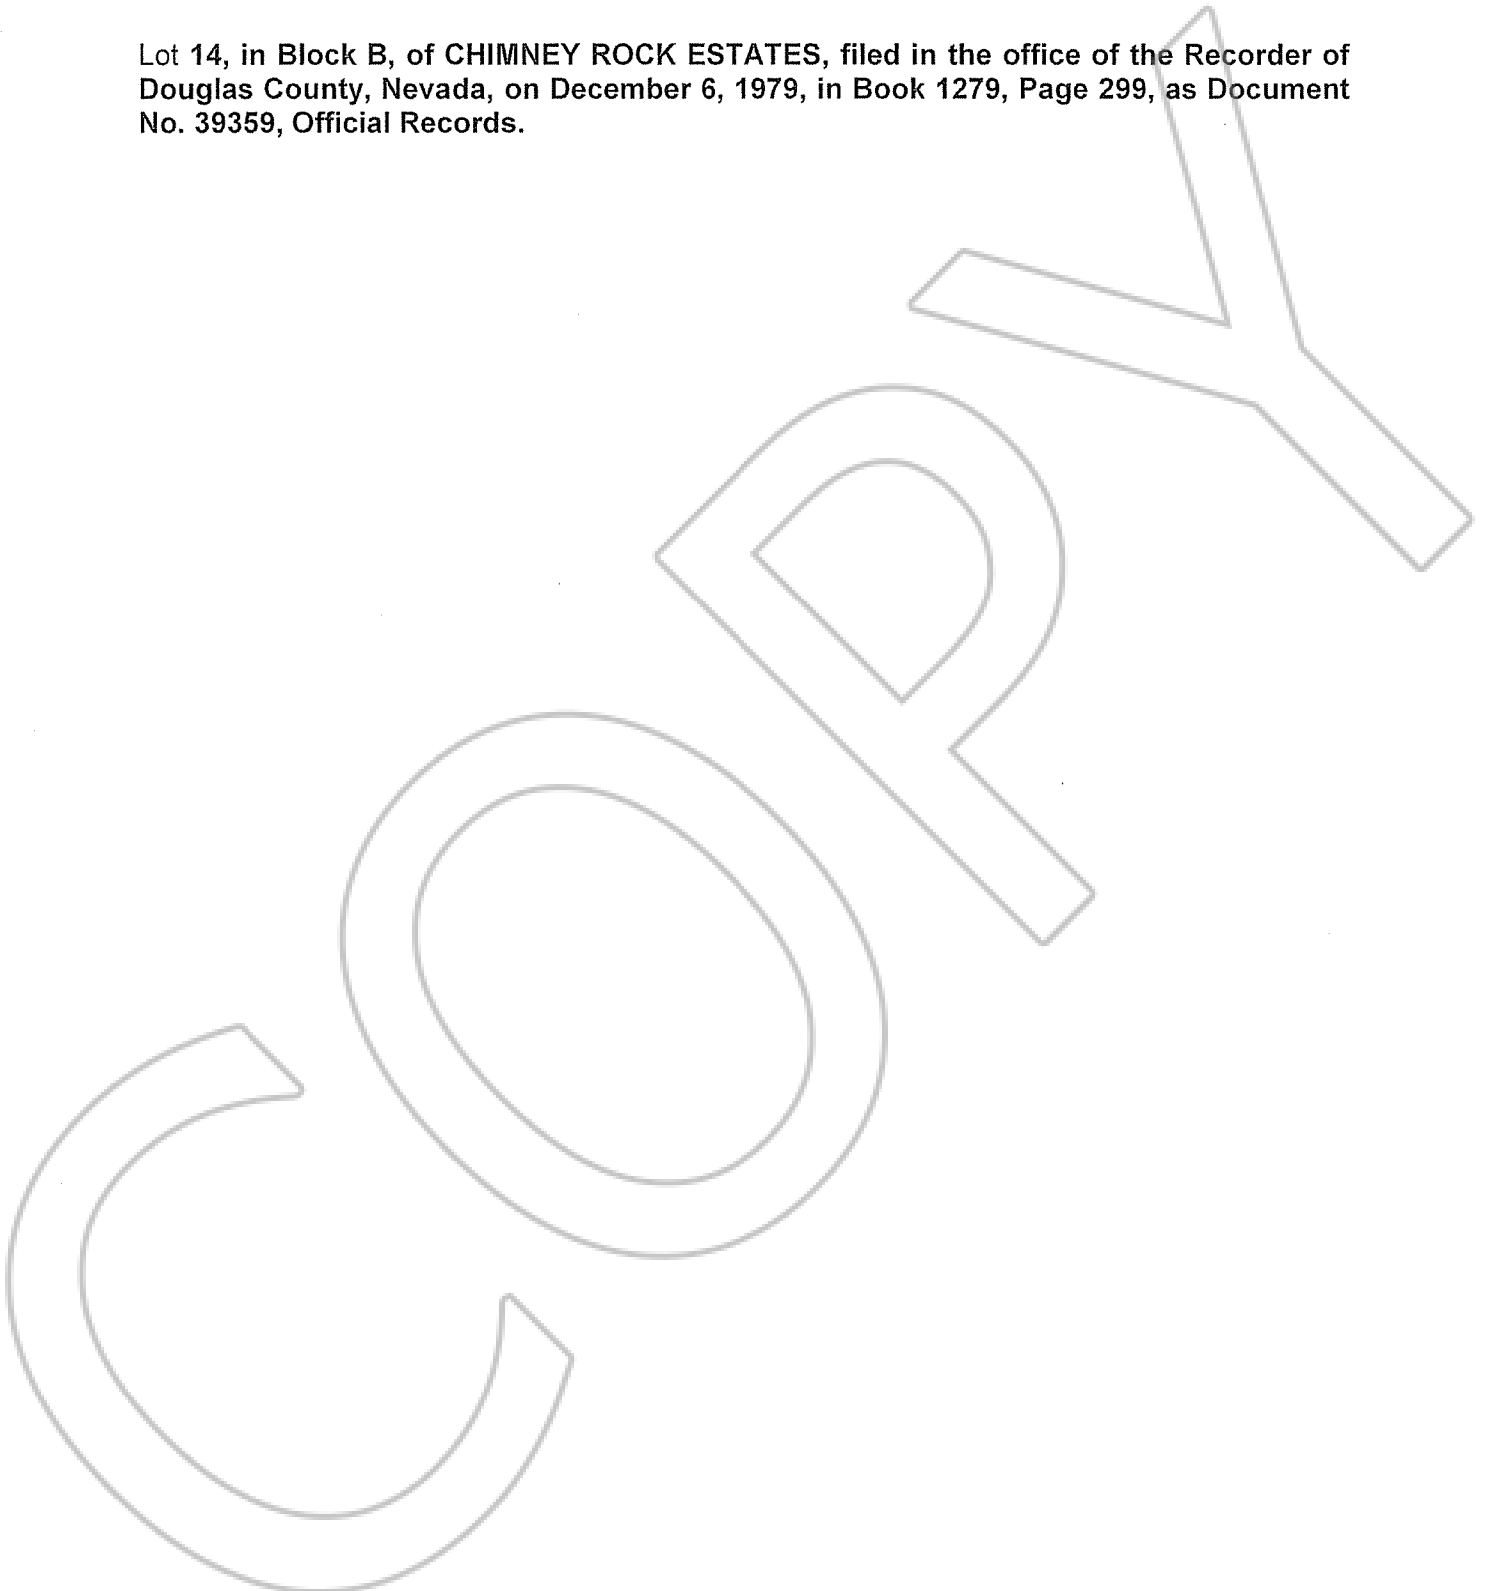 Lot 14, in Block B, of CHIMNEY ROCK ESTATES, filed in the office of the Recorder of
Douglas County, Nevada, on December 6, 1979, in Book 1279, Page 299, as Document
No. 39359, Official Records.
COPY